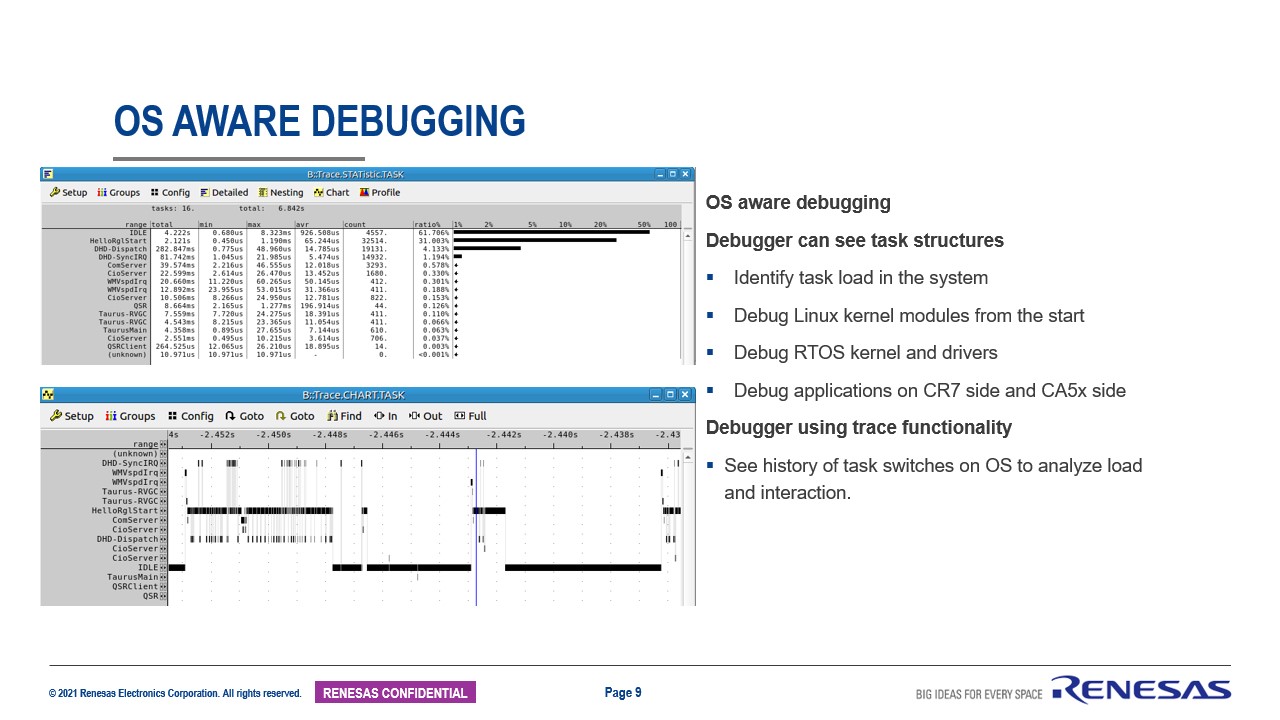 OS AWARE DEBUGGING
B::Trace.STATistic.TASK
Setup Groups Config Detailed Nesting Chart Profile
tasks: 16. total: 6.842s
range total min max avr count ratio% 1% 2% 5% 10% 20% 50% 100
IDLE 4.222s 0.680us 8.323ms 926.508us 4557. 61.706%
HelloRglStart 2.121s 0.450us 1.190ms 65.244us 32514. 31.003%
DHD-Dispatch 282.847ms 0.775us 48.960us 14.785us 19131. 4.133%
DHD-SyncIRQ 81.742ms 1.045us 21.985us 5.474us 14932. 1.194%
ComServer 39.574ms 2.216us 46.555us 12.018us 3293. 0.578%
CioServer 22.599ms 2.614us 26.470us 13.452us 1680. 0.330%
WMVspdIrq 20.660ms 11.220us 60.265us 50.145us 412. 0.301%
WMVspdIrq 12.892ms 23.955us 53.015us 31.366us 411. 0.188%
CioServer 10.506ms 8.266us 24.950us 12.781us 822. 0.153%
QSR 8.664ms 2.165us 1.277ms 196.914us 44. 0.126%
Taurus-RVGC 7.559ms 7.720us 24.275us 18.391us 411. 0.110%
Taurus-RVGC 4.543ms 8.215us 23.365us 11.054us 411. 0.066%
TaurusMain 4.358ms 0.895us 27.655us 7.144us 610. 0.063%
CioServer 2.551ms 0.495us 10.215us 3.614us 706. 0.037%
QSRClient 264.525us 12.065us 26.210us 18.895us 14. 0.003%
(unknown) 10.971us 10.971us 10.971us - 0. <0.001%
B::Trace.CHART.TASK
Setup Groups Config Goto Goto Find In Out Full
4s -2.452s -2.450s -2.448s -2.446s -2.444s -2.442s -2.440s -2.438s -2.43
range
(unknown)
DHD-SyncIRQ
WMVspdIrq
WMVspdIrq
Taurus-RVGC
Taurus-RVGC
HelloRglStart
ComServer
CioServer
DHD-Dispatch
CioServer
CioServer
IDLE
TaurusMain
QSRClient
QSR
OS aware debugging
Debugger can see task structures
▪ Identify task load in the system
▪ Debug Linux kernel modules from the start
▪ Debug RTOS kernel and drivers
▪ Debug applications on CR7 side and CA5x side
Debugger using trace functionality
▪ See history of task switches on OS to analyze load
and interaction.
© 2021 Renesas Electronics Corporation. All rights reserved. RENESAS CONFIDENTIAL Page 9 BIG IDEAS FOR EVERY SPACE RENESAS